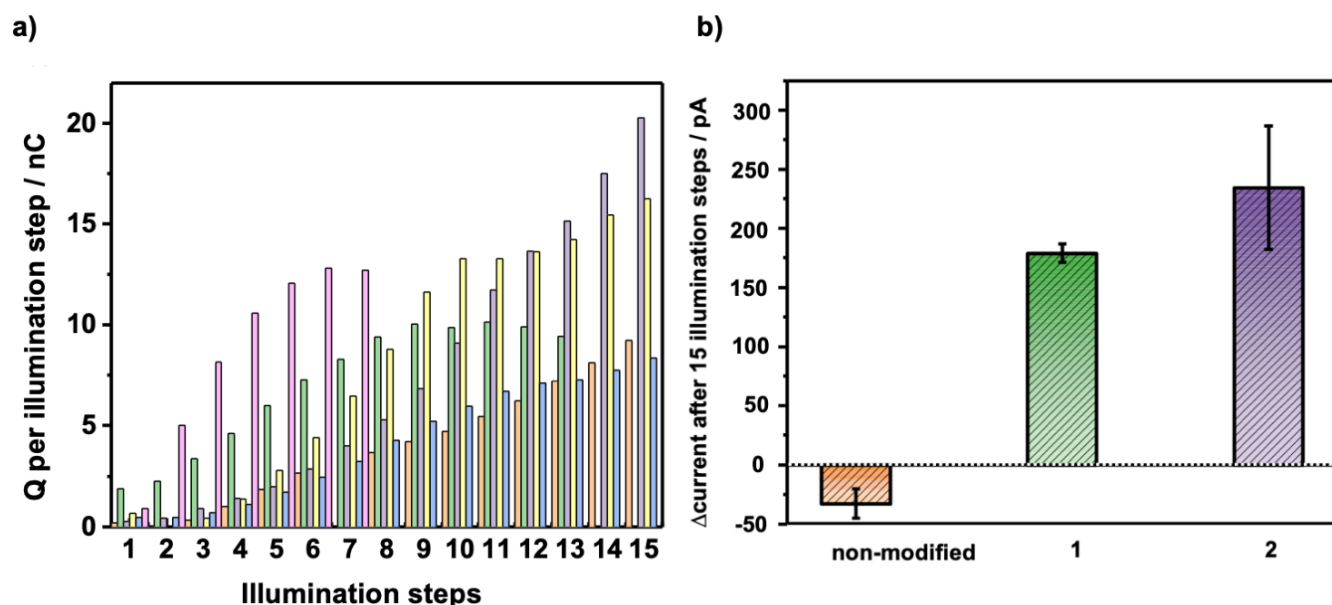 a)
b)
Q per illumination step / nC
20
15
10
5
0
1 2 3 4 5 6 7 8 9 10 11 12 13 14 15
Illumination steps
Δcurrent after 15 illumination steps / pA
300
250
200
150
100
50
0
-50
non-modified 1 2